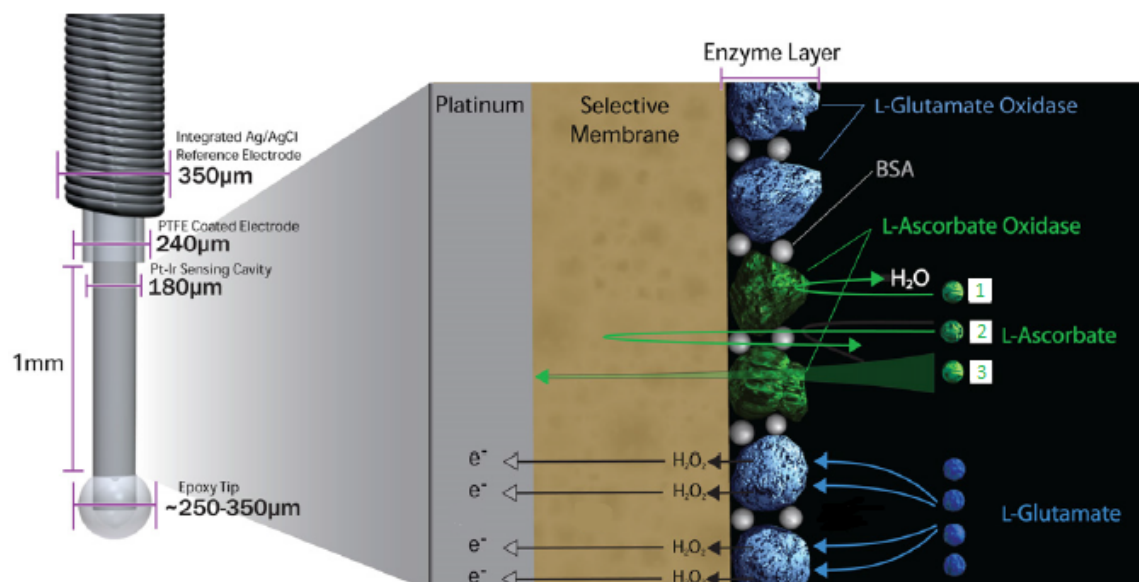 Integrated Ag/AgCl
Reference Electrode
350µm
PTFE Coated Electrode
240µm
Pt-Ir Sensing Cavity
180µm
1mm
Epoxy Tip
~250-350µm
Enzyme Layer
Platinum
Selective
Membrane
L-Glutamate Oxidase
BSA
L-Ascorbate Oxidase
H₂O
1
2
L-Ascorbate
3
e⁻
H₂O₂
e⁻
H₂O₂
L-Glutamate
e⁻
H₂O₂
e⁻
H₂O₂